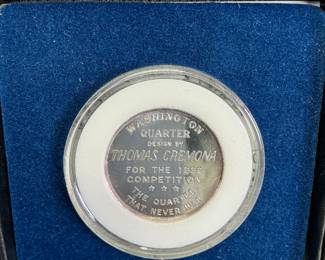 WASHINGTON
QUARTER
DESIGN BY
THOMAS CREMONA
FOR THE
COMPETITION
★ ★ ★
THE QUARTER
THAT NEVER